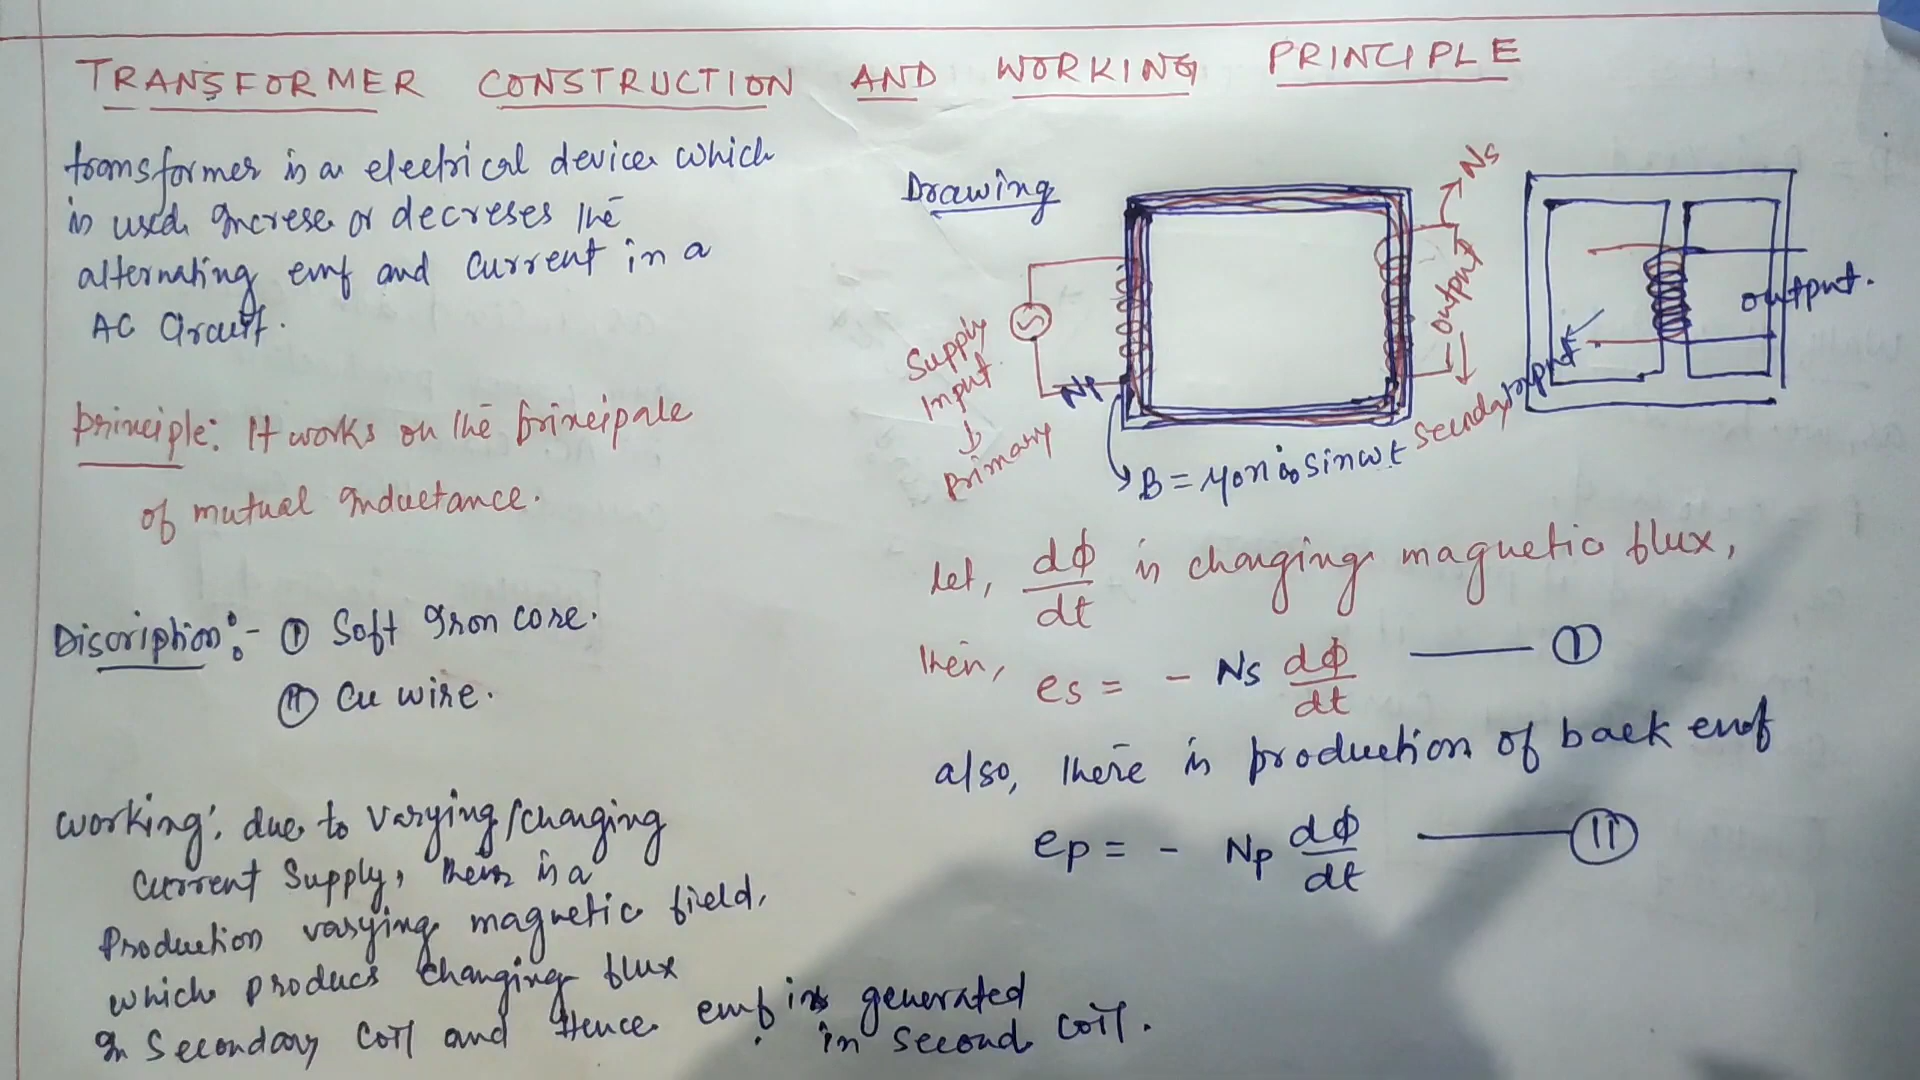 TRANSFORMER CONSTRUCTION AND WORKING PRINCIPLE
transformer is a electrical device which
is used increse or decreses the
alternating emf and current in a
AC Circuit.
principle: It works on the principale
of mutual inductance.
Discription:- (I) Soft Iron core.
(II) Cu wire.
working: due to varying/changing
current Supply, their is a
Production varying magnetic field,
which produces changing flux
in Secondary coil and Hence emf is generated
in second coil.
Drawing
Ns
Supply
Input
Primary
Np
Output
Secunday
input
output.
B = μ0ni0 sinωt
let, dΦ/dt is changing magnetic flux,
then, es = - Ns dΦ/dt — (I)
also, there is production of back emf
ep = - Np dΦ/dt — (II)